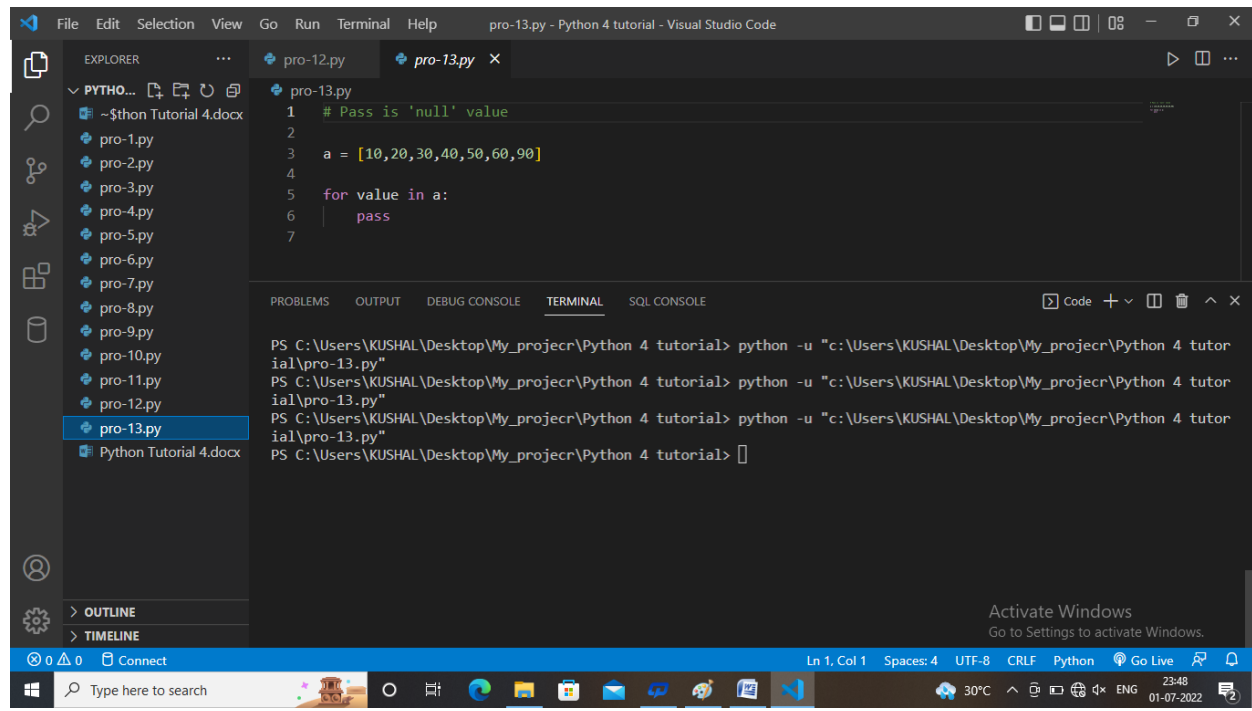 File Edit Selection View Go Run Terminal Help pro-13.py - Python 4 tutorial - Visual Studio Code
EXPLORER
pro-12.py pro-13.py
PYTHO...
pro-13.py
~$thon Tutorial 4.docx
pro-1.py
pro-2.py
pro-3.py
pro-4.py
pro-5.py
pro-6.py
pro-7.py
pro-8.py
pro-9.py
pro-10.py
pro-11.py
pro-12.py
pro-13.py
Python Tutorial 4.docx
OUTLINE
TIMELINE
1 # Pass is 'null' value
2
3 a = [10,20,30,40,50,60,90]
4
5 for value in a:
6     pass
7
PROBLEMS OUTPUT DEBUG CONSOLE TERMINAL SQL CONSOLE Code
PS C:\Users\KUSHAL\Desktop\My_projecr\Python 4 tutorial> python -u "c:\Users\KUSHAL\Desktop\My_projecr\Python 4 tutor
ial\pro-13.py"
PS C:\Users\KUSHAL\Desktop\My_projecr\Python 4 tutorial> python -u "c:\Users\KUSHAL\Desktop\My_projecr\Python 4 tutor
ial\pro-13.py"
PS C:\Users\KUSHAL\Desktop\My_projecr\Python 4 tutorial> python -u "c:\Users\KUSHAL\Desktop\My_projecr\Python 4 tutor
ial\pro-13.py"
PS C:\Users\KUSHAL\Desktop\My_projecr\Python 4 tutorial>
Activate Windows
Go to Settings to activate Windows.
0 0 Connect Ln 1, Col 1 Spaces: 4 UTF-8 CRLF Python Go Live
Type here to search 30°C ENG 23:48
01-07-2022 2